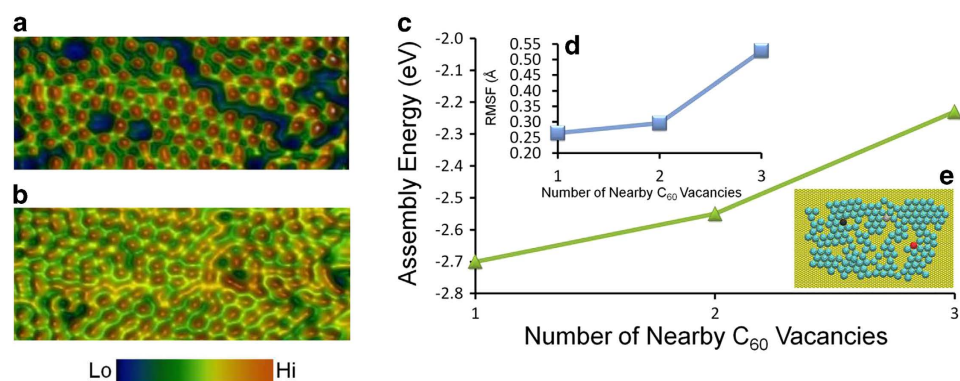 a
b
Lo Hi
c
Assembly Energy (eV)
-2.0
-2.1
-2.2
-2.3
-2.4
-2.5
-2.6
-2.7
-2.8
1 2 3
Number of Nearby C60 Vacancies
d
RMSF (Å
0.55
0.50
0.45
0.40
0.35
0.30
0.25
0.20
1 2 3
Number of Nearby C60 Vacancies
e